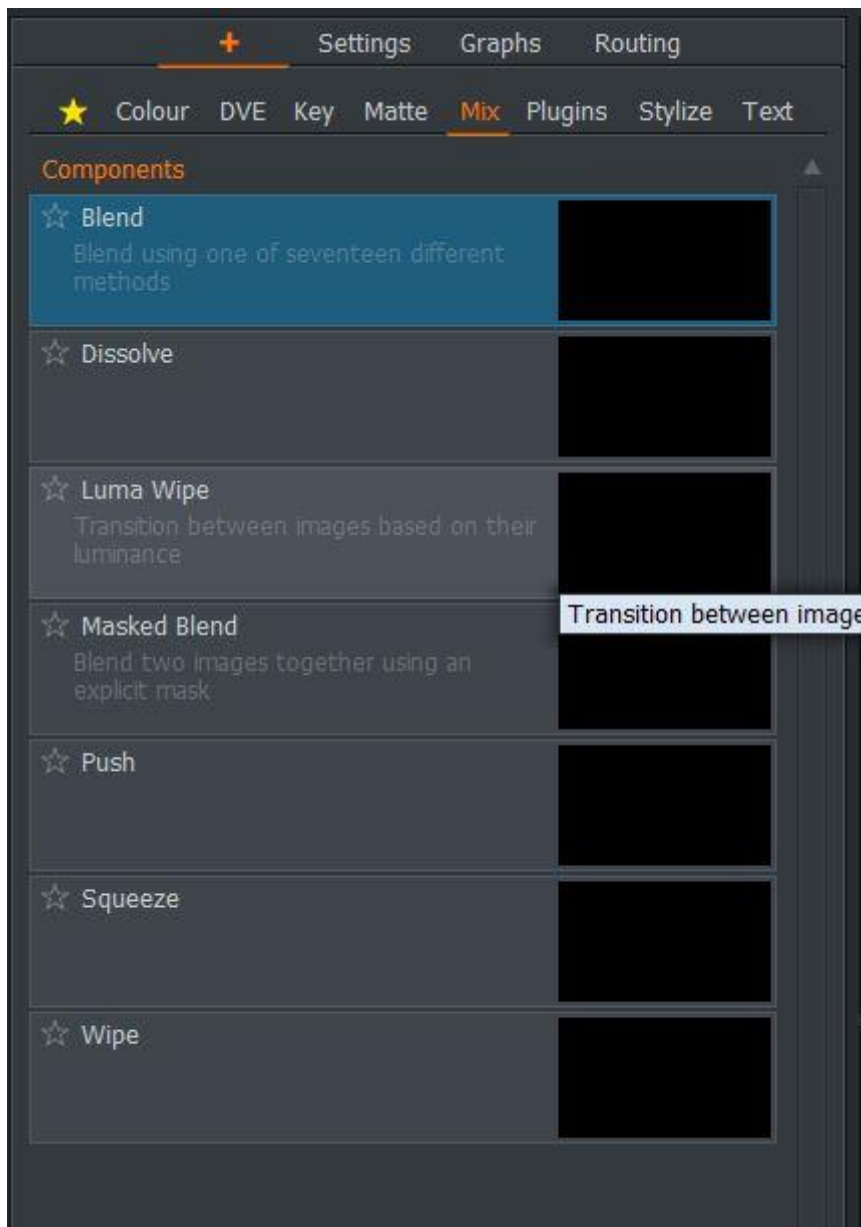 + Settings Graphs Routing
Colour DVE Key Matte Mix Plugins Stylize Text
Components
Blend
Blend using one of seventeen different
methods
Dissolve
Luma Wipe
Transition between images based on their
luminance
Transition between image
Masked Blend
Blend two images together using an
explicit mask
Push
Squeeze
Wipe